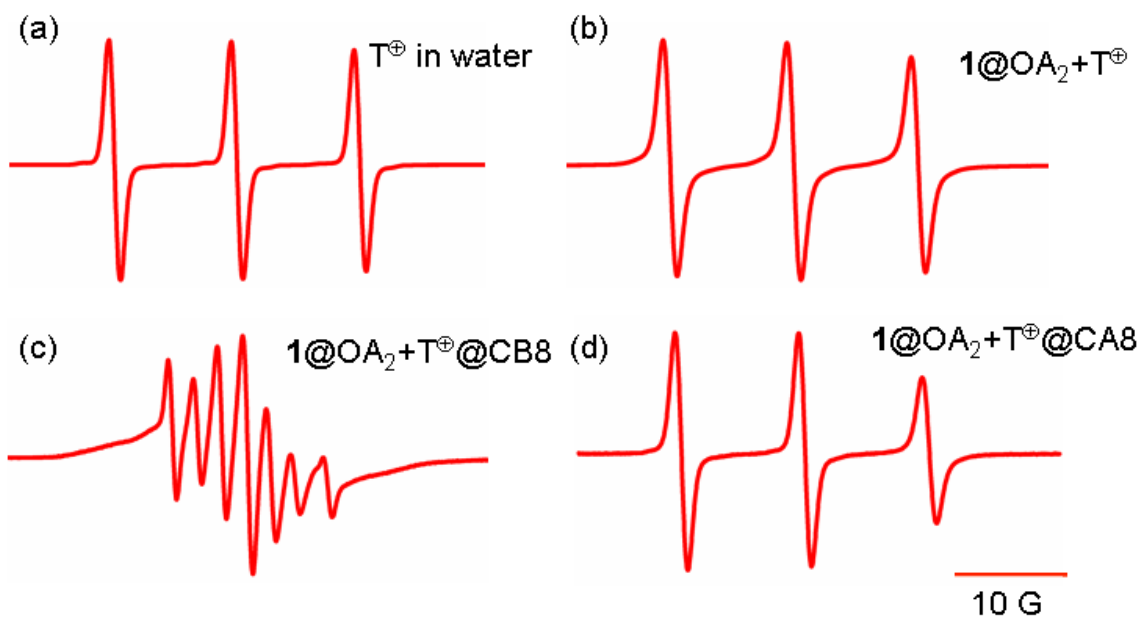 (a)
T⊕ in water
(b)
1@OA₂+T⊕
(c)
1@OA₂+T⊕@CB8
(d)
1@OA₂+T⊕@CA8
10 G